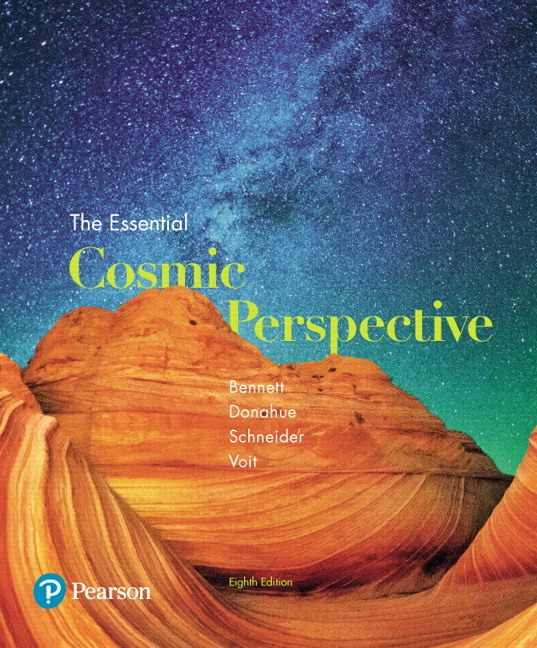 The Essential
Cosmic
Perspective
Bennett
Donahue
Schneider
Voit
Eighth Edition
P Pearson